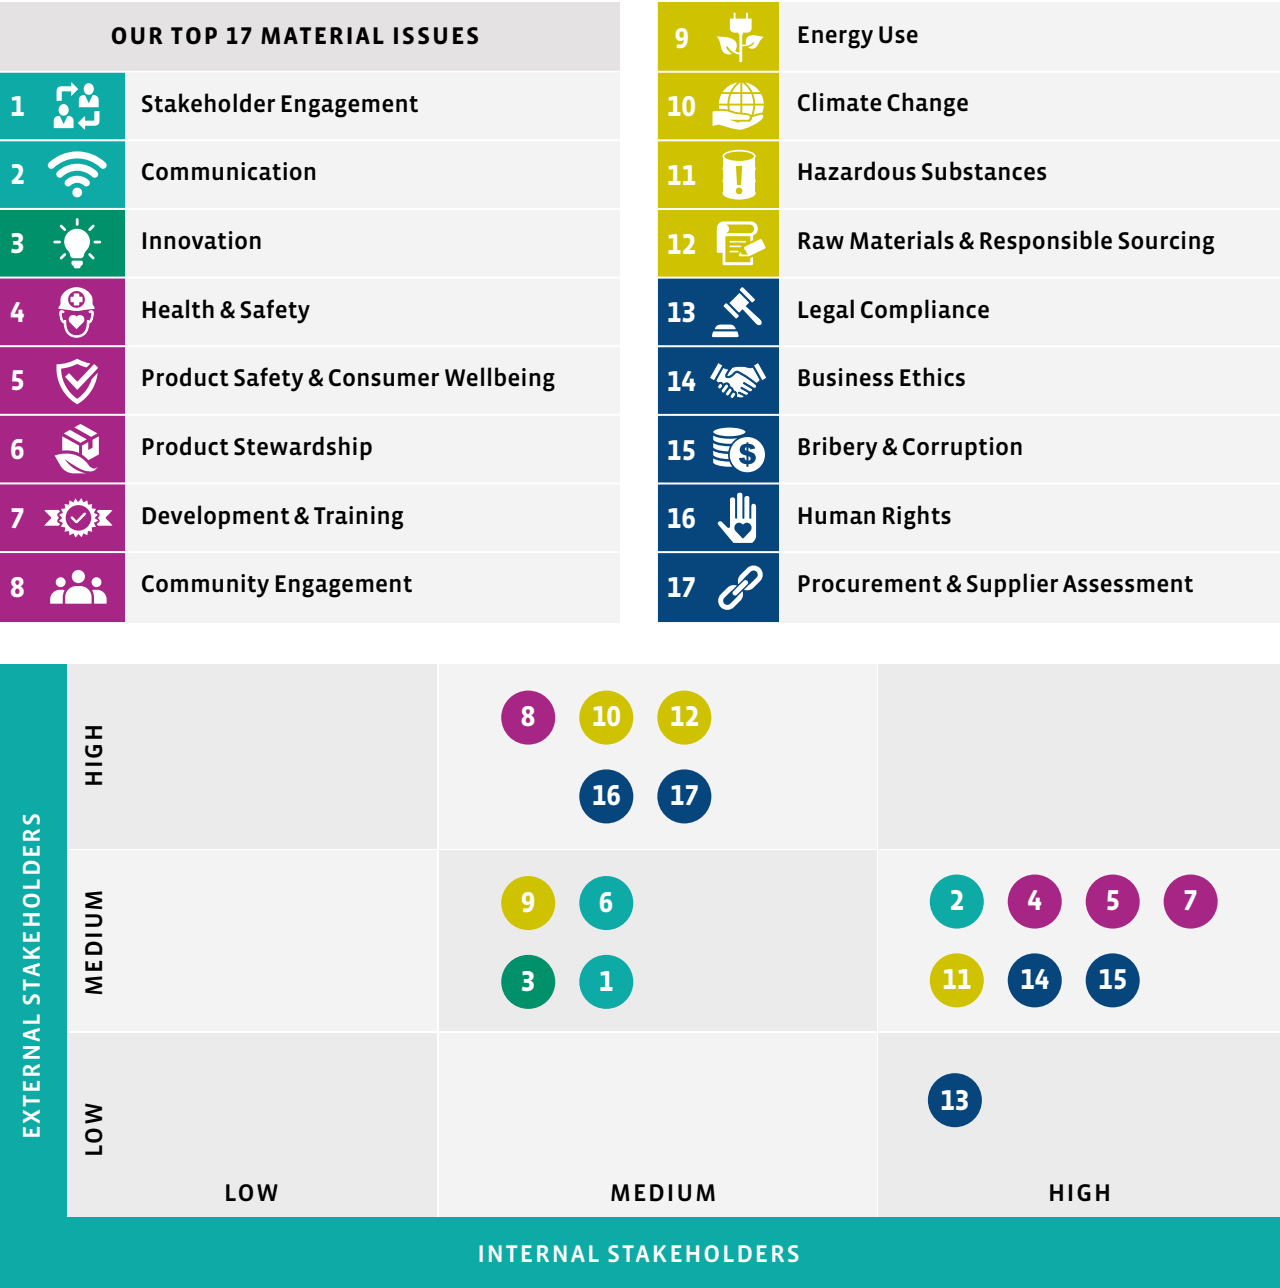 OUR TOP 17 MATERIAL ISSUES
1 Stakeholder Engagement
2 Communication
3 Innovation
4 Health & Safety
5 Product Safety & Consumer Wellbeing
6 Product Stewardship
7 Development & Training
8 Community Engagement
9 Energy Use
10 Climate Change
11 Hazardous Substances
12 Raw Materials & Responsible Sourcing
13 Legal Compliance
14 Business Ethics
15 $ Bribery & Corruption
16 Human Rights
17 Procurement & Supplier Assessment
EXTERNAL STAKEHOLDERS
HIGH
8 10 12
16 17
MEDIUM
9 6
3 1
2 4 5 7
11 14 15
LOW
13
LOW MEDIUM HIGH
INTERNAL STAKEHOLDERS